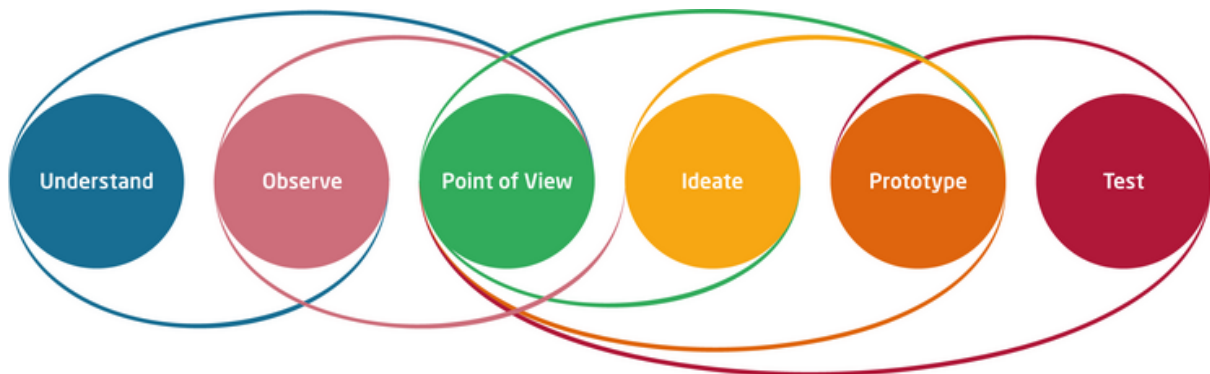 Understand
Observe
Point of View
Ideate
Prototype
Test